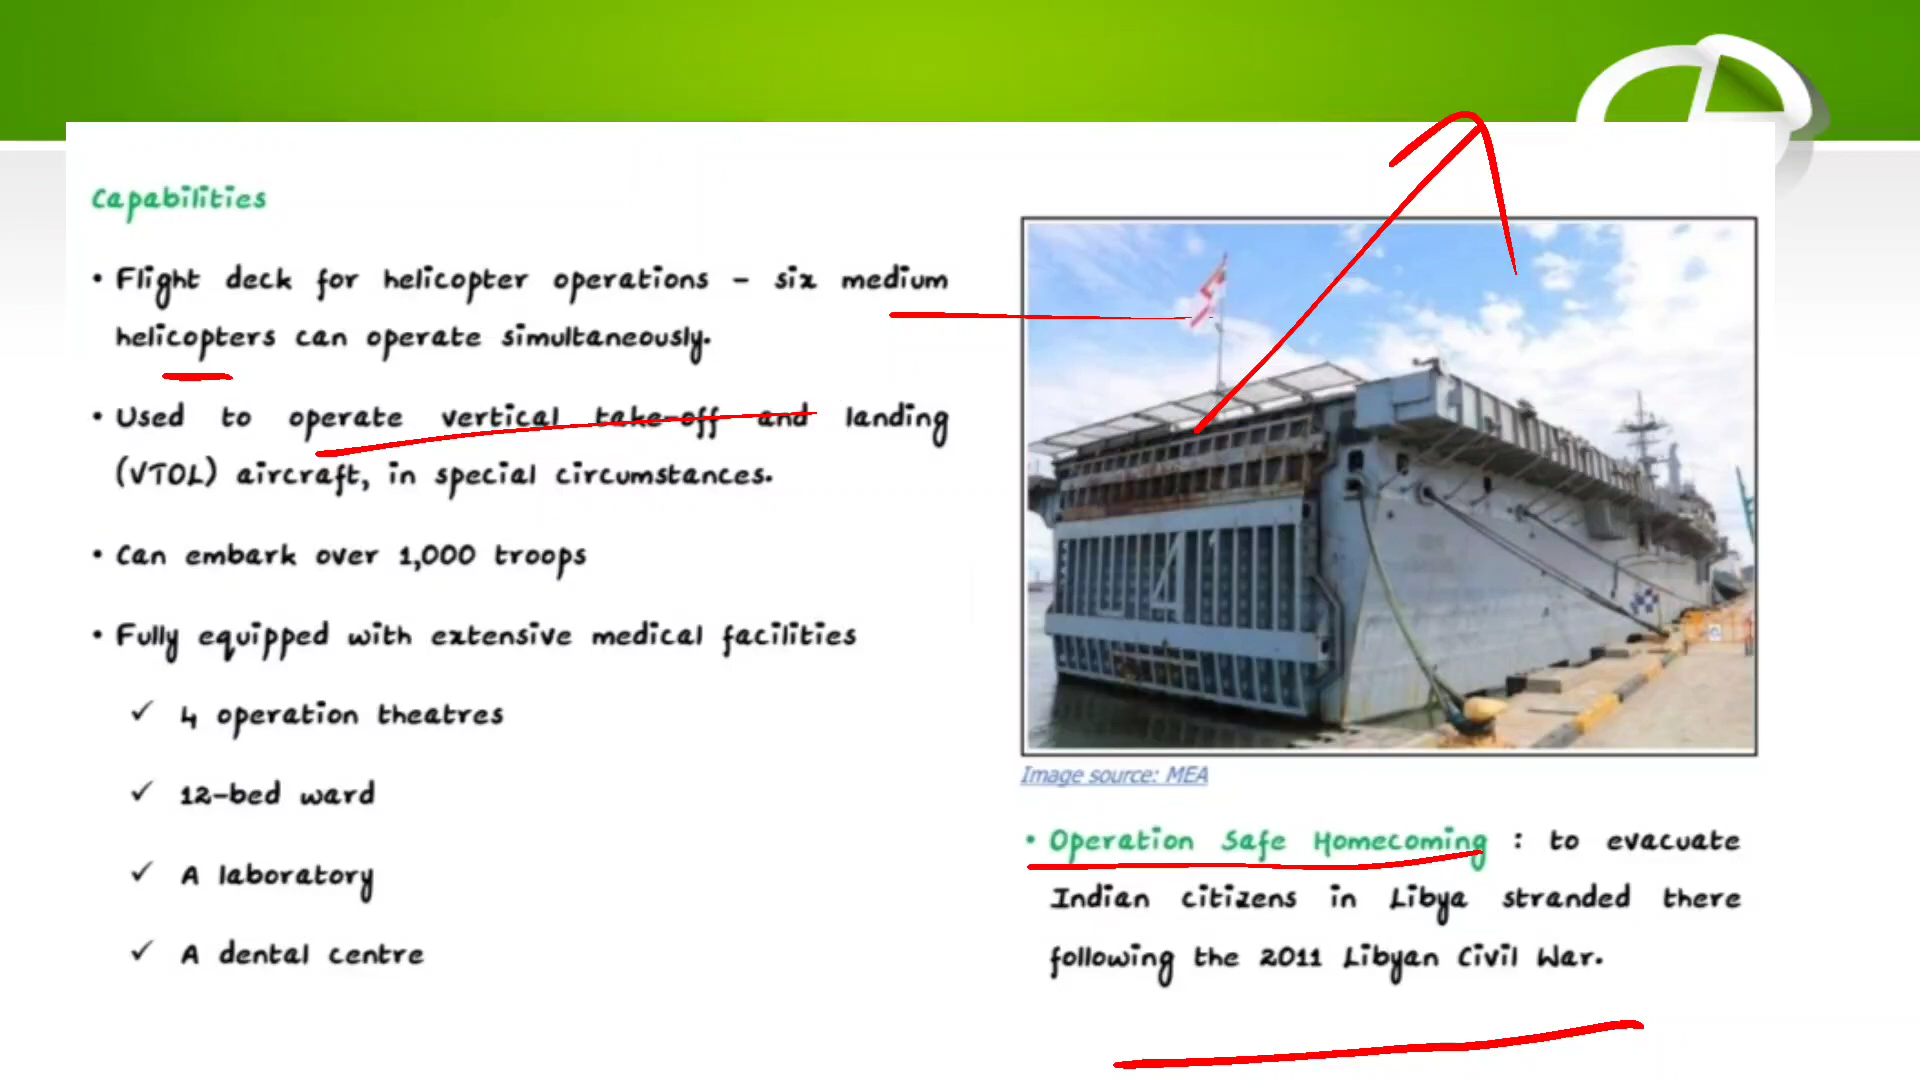 Capabilities
• Flight deck for helicopter operations – six medium
helicopters can operate simultaneously.
• Used to operate vertical take-off and landing
(VTOL) aircraft, in special circumstances.
• Can embark over 1,000 troops
• Fully equipped with extensive medical facilities
✓ 4 operation theatres
✓ 12-bed ward
✓ A laboratory
✓ A dental centre
L 41
Image source: MEA
• Operation Safe Homecoming : to evacuate
Indian citizens in Libya stranded there
following the 2011 Libyan Civil War.